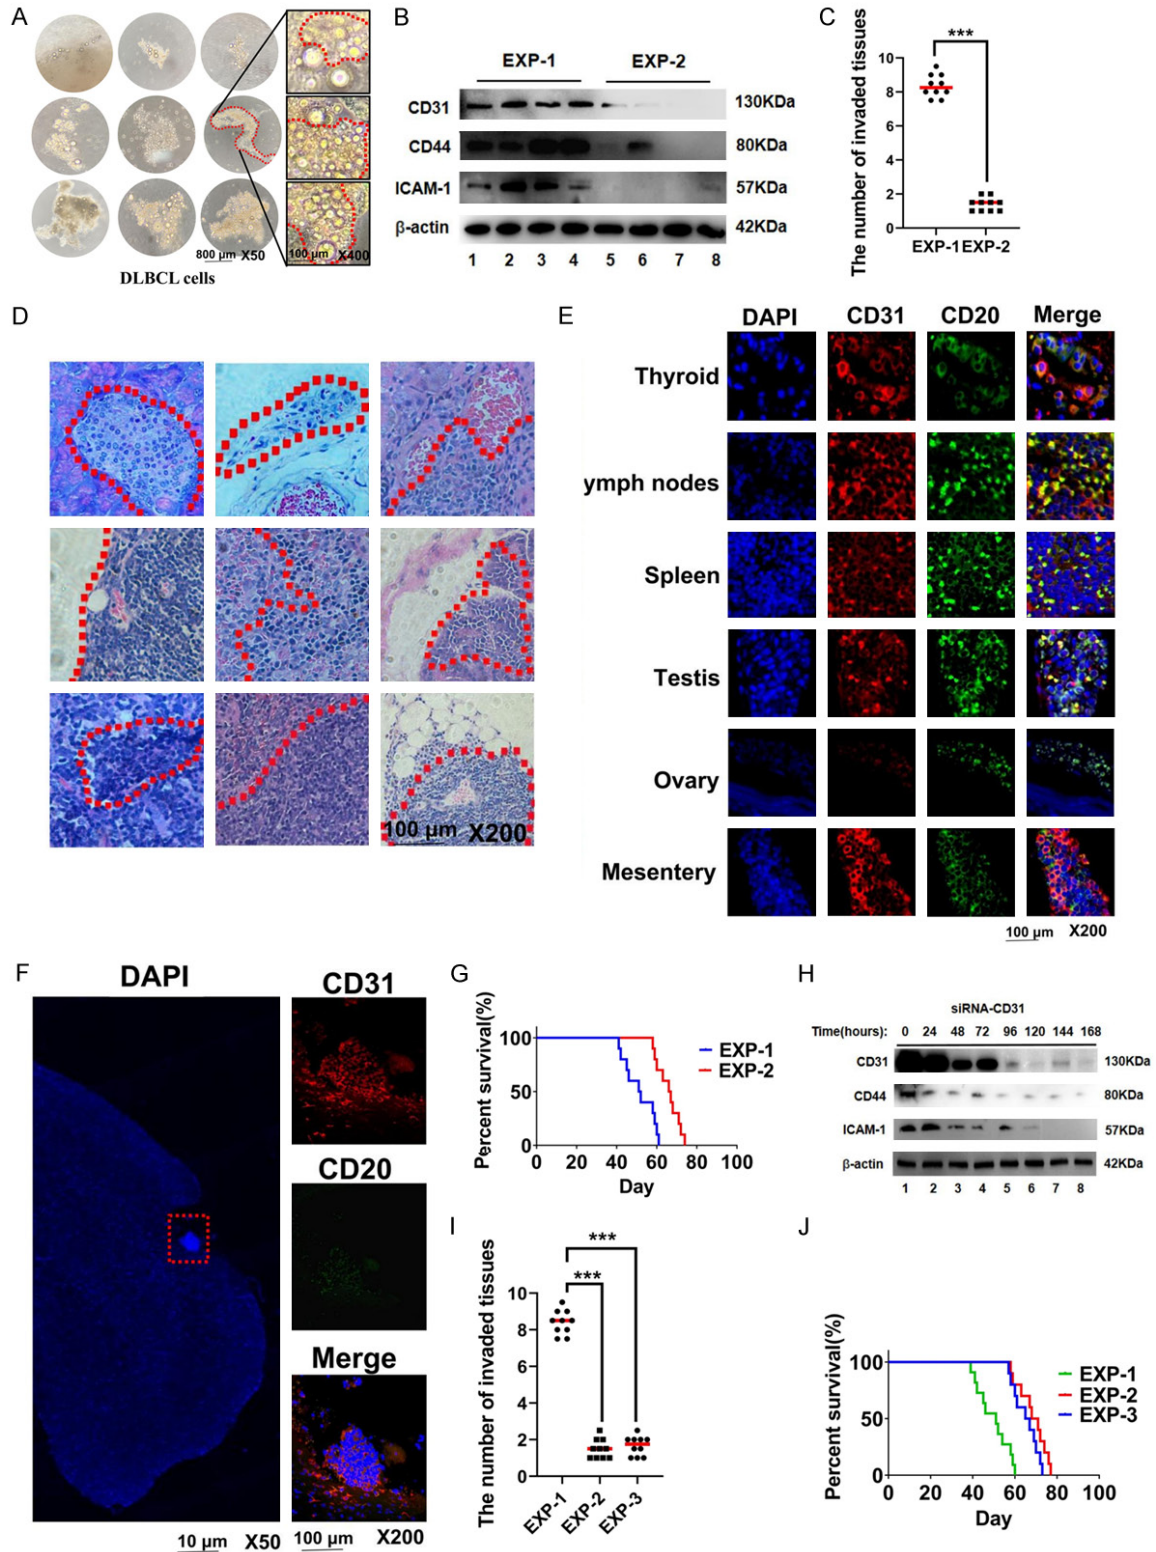 A
800 µm X50
100 µm X400
DLBCL cells
B
EXP-1 EXP-2
CD31 130KDa
CD44 80KDa
ICAM-1 57KDa
β-actin 42KDa
1 2 3 4 5 6 7 8
C
***
The number of invaded tissues
10
8
6
4
2
0
EXP-1 EXP-2
D
100 µm X200
E
DAPI CD31 CD20 Merge
Thyroid
ymph nodes
Spleen
Testis
Ovary
Mesentery
100 µm X200
F
DAPI
CD31
CD20
Merge
10 µm X50
100 µm X200
G
Percent survival(%)
100
50
0
0 20 40 60 80 100
Day
EXP-1
EXP-2
H
siRNA-CD31
Time(hours): 0 24 48 72 96 120 144 168
CD31 130KDa
CD44 80KDa
ICAM-1 57KDa
β-actin 42KDa
1 2 3 4 5 6 7 8
I
***
***
The number of invaded tissues
10
8
6
4
2
0
EXP-1 EXP-2 EXP-3
J
Percent survival(%)
100
50
0
0 20 40 60 80 100
Day
EXP-1
EXP-2
EXP-3